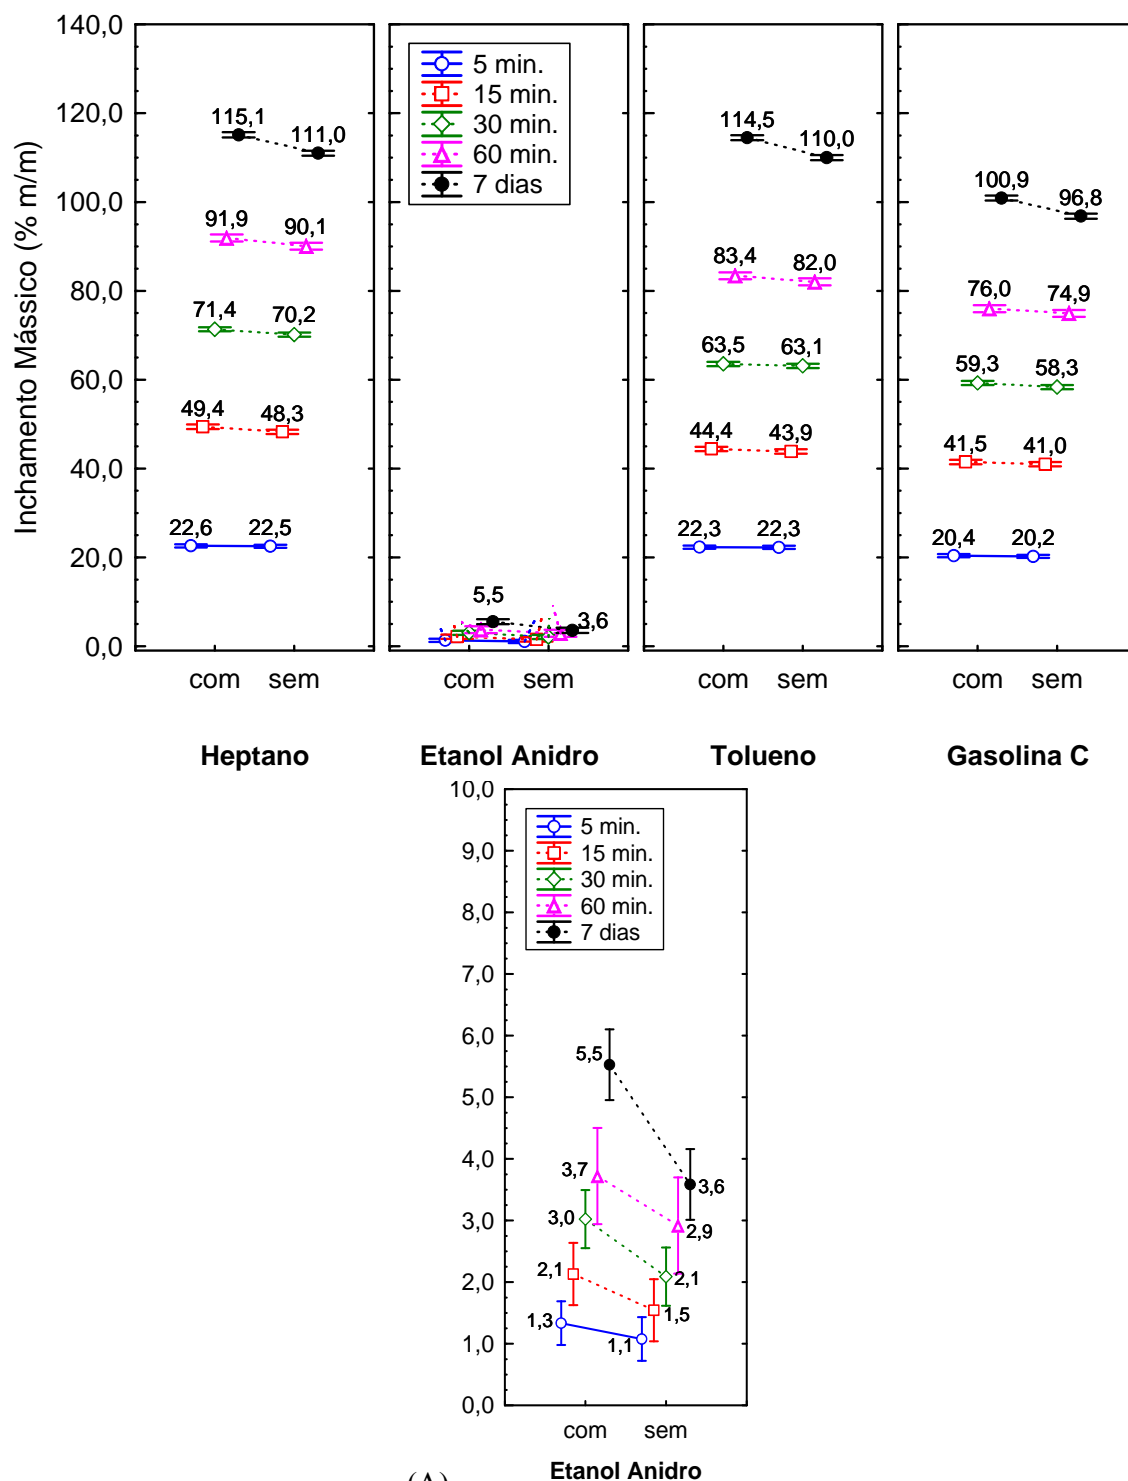 Inchamento Mássico (% m/m)
140,0
120,0
100,0
80,0
60,0
40,0
20,0
0,0
115,1 111,0
91,9 90,1
71,4 70,2
49,4 48,3
22,6 22,5
com sem
Heptano
5 min.
15 min.
30 min.
60 min.
7 dias
5,5
3,6
com sem
Etanol Anidro
114,5 110,0
83,4 82,0
63,5 63,1
44,4 43,9
22,3 22,3
com sem
Tolueno
100,9 96,8
76,0 74,9
59,3 58,3
41,5 41,0
20,4 20,2
com sem
Gasolina C
10,0
9,0
8,0
7,0
6,0
5,0
4,0
3,0
2,0
1,0
0,0
5 min.
15 min.
30 min.
60 min.
7 dias
5,5
3,7
3,6
3,0
2,9
2,1
2,1
1,5
1,3
1,1
com sem
Etanol Anidro
(A)